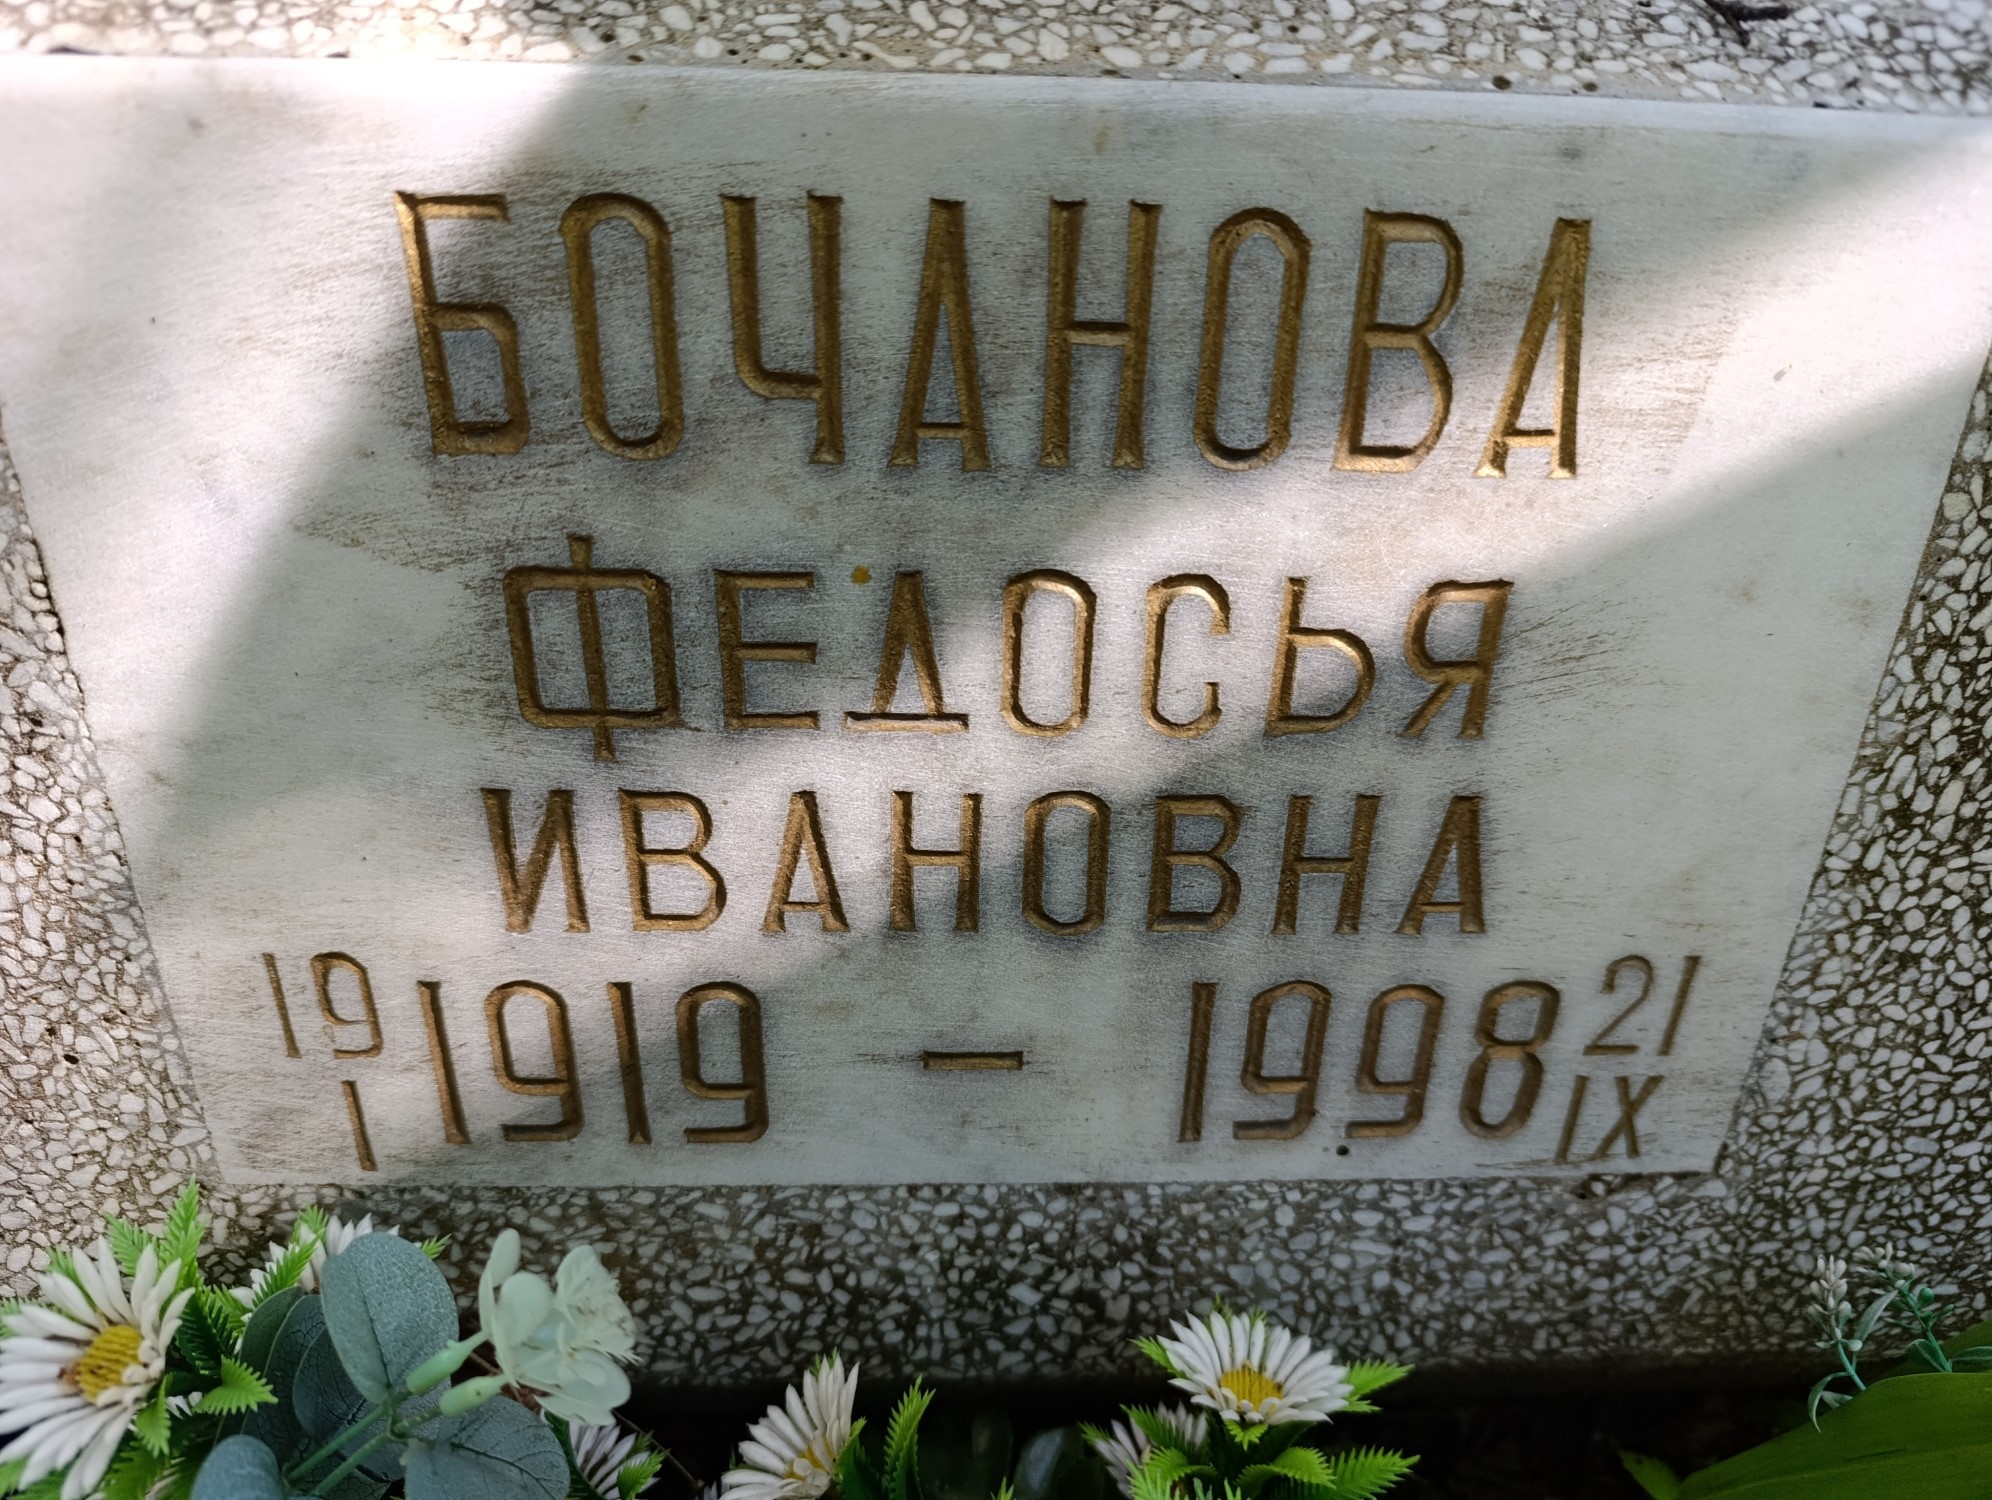 БОЧАНОВА
ФЕДОСЬЯ
ИВАНОВНА
19 1919 – 1998 21
I IX